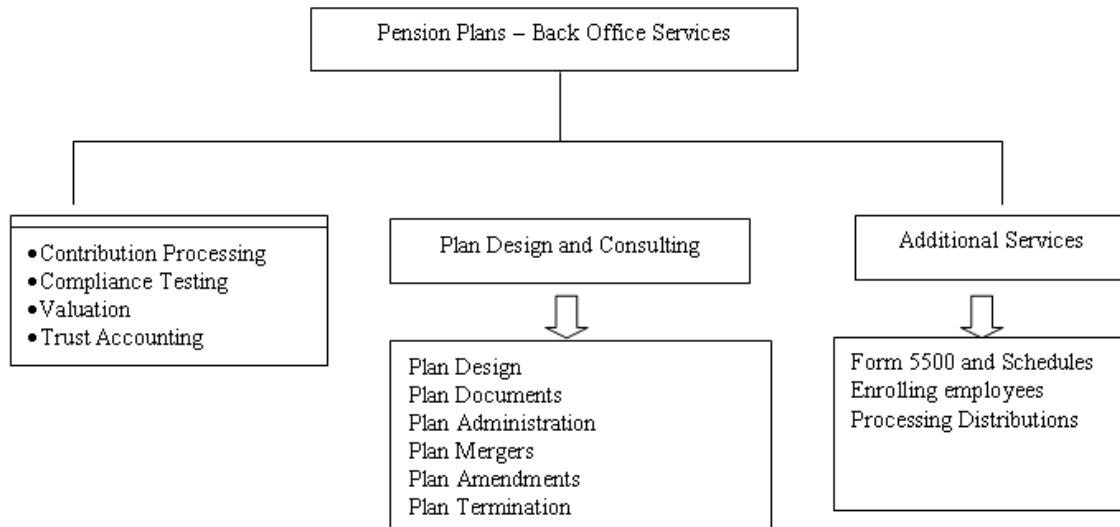 Pension Plans – Back Office Services
•Contribution Processing
•Compliance Testing
•Valuation
•Trust Accounting
Plan Design and Consulting
Plan Design
Plan Documents
Plan Administration
Plan Mergers
Plan Amendments
Plan Termination
Additional Services
Form 5500 and Schedules
Enrolling employees
Processing Distributions